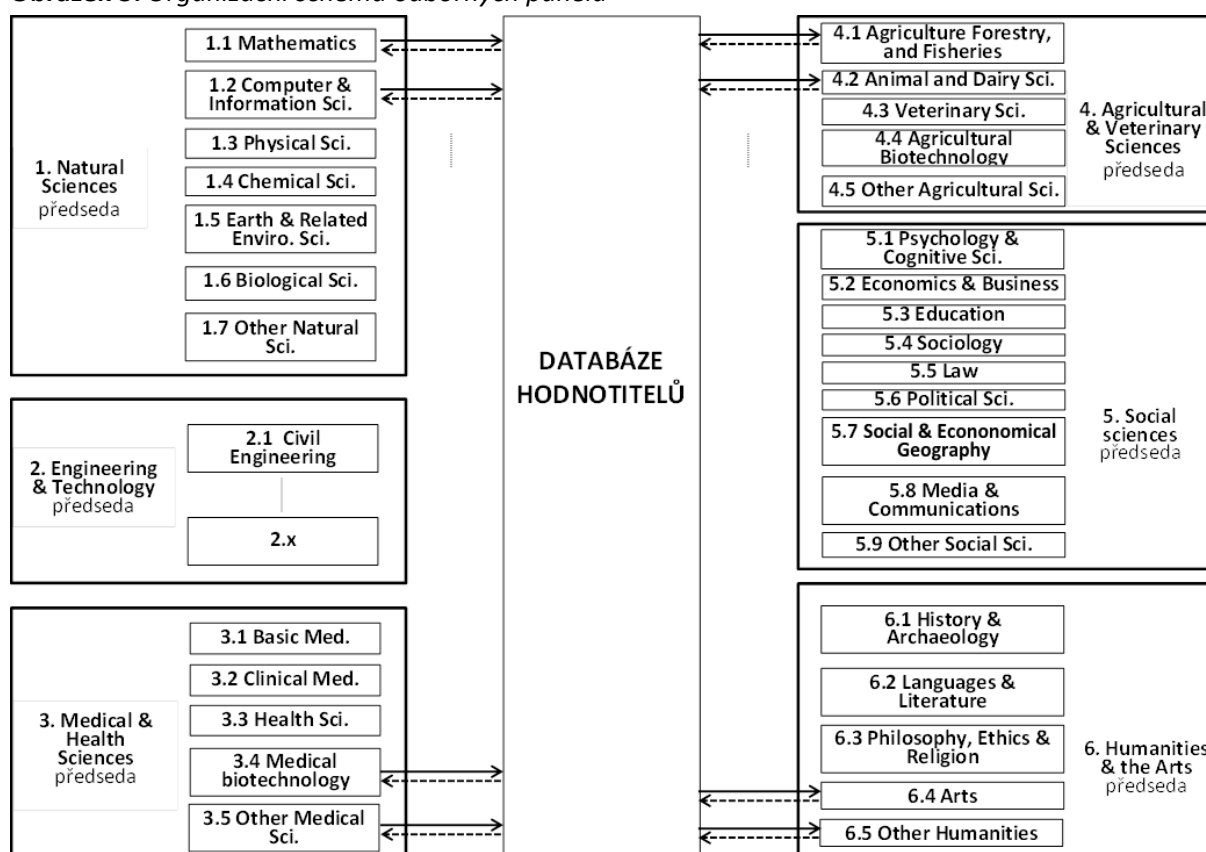 Obrázek Organizační schéma odborných panelů
1. Natural
Sciences
předseda
1.1 Mathematics
1.2 Computer &
Information Sci.
1.3 Physical Sci.
1.4 Chemical Sci.
1.5 Earth & Related
Enviro. Sci.
1.6 Biological Sci.
1.7 Other Natural
Sci.
2. Engineering
& Technology
předseda
2.1 Civil
Engineering
2.x
3. Medical &
Health
Sciences
předseda
3.1 Basic Med.
3.2 Clinical Med.
3.3 Health Sci.
3.4 Medical
biotechnology
3.5 Other Medical
Sci.
DATABÁZE
HODNOTITELŮ
4.1 Agriculture Forestry,
and Fisheries
4.2 Animal and Dairy Sci.
4.3 Veterinary Sci.
4.4 Agricultural
Biotechnology
4.5 Other Agricultural Sci.
4. Agricultural
& Veterinary
Sciences
předseda
5.1 Psychology &
Cognitive Sci.
5.2 Economics & Business
5.3 Education
5.4 Sociology
5.5 Law
5.6 Political Sci.
5.7 Social & Econonomical
Geography
5.8 Media &
Communications
5.9 Other Social Sci.
5. Social
sciences
předseda
6.1 History &
Archaeology
6.2 Languages &
Literature
6.3 Philosophy, Ethics &
Religion
6.4 Arts
6.5 Other Humanities
6. Humanities
& the Arts
předseda